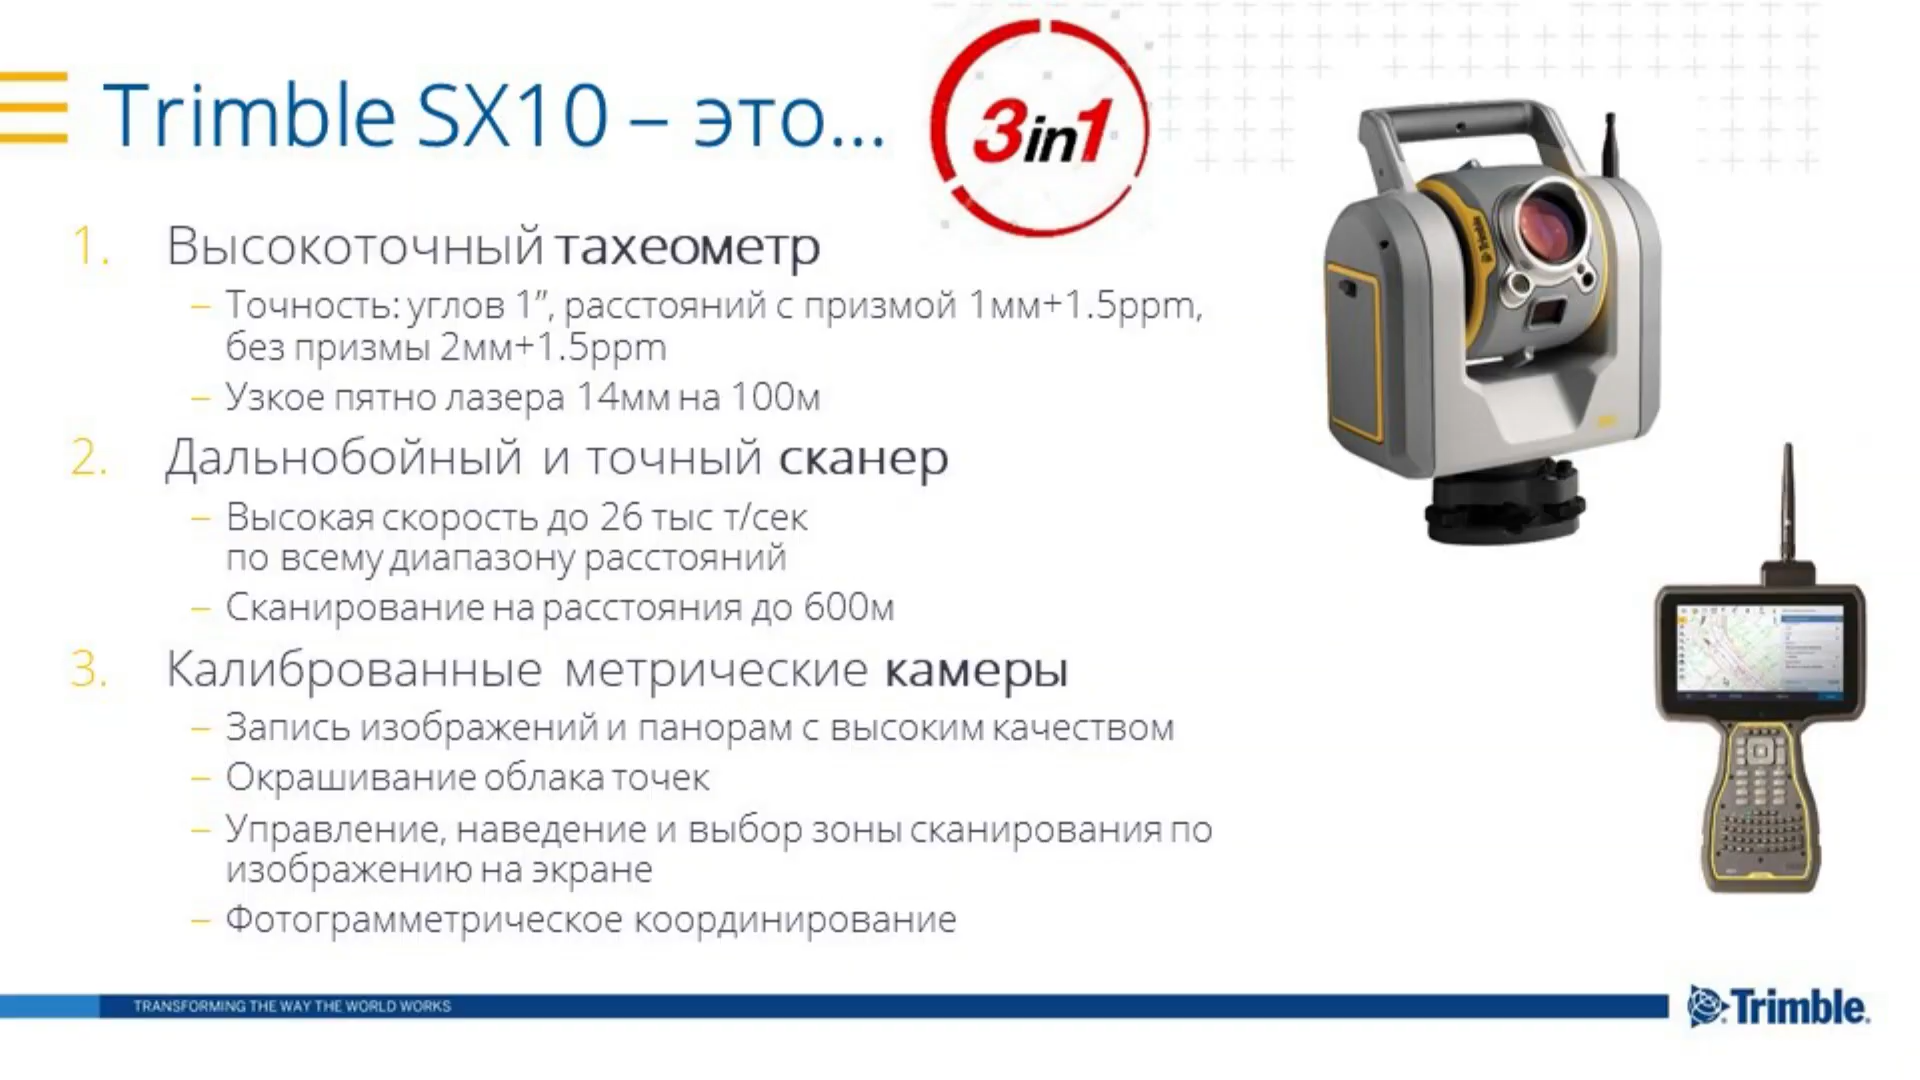 Trimble SX10 – это...
3in1
1. Высокоточный тахеометр
– Точность: углов 1”, расстояний с призмой 1мм+1.5ppm,
без призмы 2мм+1.5ppm
– Узкое пятно лазера 14мм на 100м
2. Дальнобойный и точный сканер
– Высокая скорость до 26 тыс т/сек
по всему диапазону расстояний
– Сканирование на расстояния до 600м
3. Калиброванные метрические камеры
– Запись изображений и панорам с высоким качеством
– Окрашивание облака точек
– Управление, наведение и выбор зоны сканирования по
изображению на экране
– Фотограмметрическое координирование
TRANSFORMING THE WAY THE WORLD WORKS
Trimble.